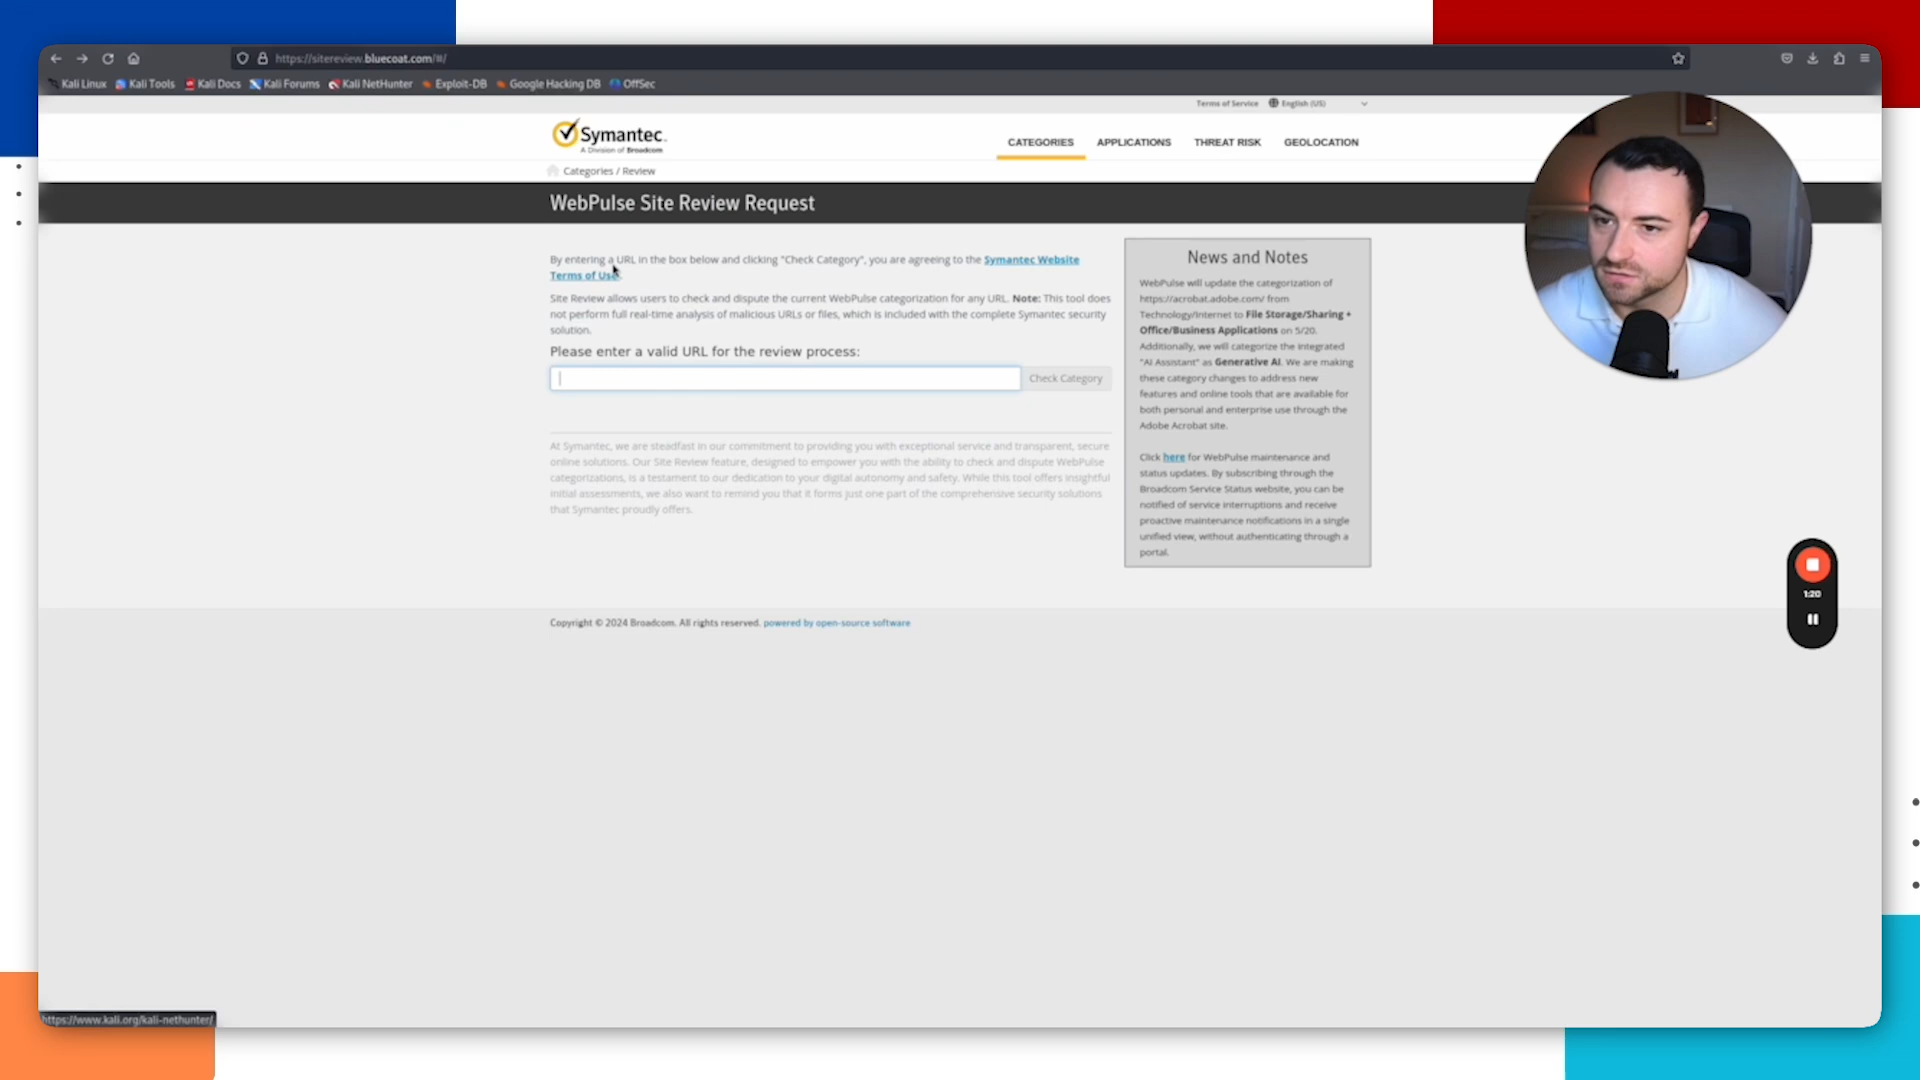 https://sitereview.bluecoat.com/#/
Kali Linux Kali Tools Kali Docs Kali Forums Kali NetHunter Exploit-DB Google Hacking DB OffSec
Terms of Service English (US)
Symantec.
A Division of Broadcom
CATEGORIES APPLICATIONS THREAT RISK GEOLOCATION
Categories / Review
WebPulse Site Review Request
By entering a URL in the box below and clicking "Check Category", you are agreeing to the Symantec Website
Terms of Use.
Site Review allows users to check and dispute the current WebPulse categorization for any URL. Note: This tool does
not perform full real-time analysis of malicious URLs or files, which is included with the complete Symantec security
solution.
Please enter a valid URL for the review process:
Check Category
At Symantec, we are steadfast in our commitment to providing you with exceptional service and transparent, secure
online solutions. Our Site Review feature, designed to empower you with the ability to check and dispute WebPulse
categorizations, is a testament to our dedication to your digital autonomy and safety. While this tool offers insightful
initial assessments, we also want to remind you that it forms just one part of the comprehensive security solutions
that Symantec proudly offers.
News and Notes
WebPulse will update the categorization of
https://acrobat.adobe.com/ from
Technology/Internet to File Storage/Sharing +
Office/Business Applications on 5/20.
Additionally, we will categorize the integrated
"AI Assistant" as Generative AI. We are making
these category changes to address new
features and online tools that are available for
both personal and enterprise use through the
Adobe Acrobat site.
Click here for WebPulse maintenance and
status updates. By subscribing through the
Broadcom Service Status website, you can be
notified of service interruptions and receive
proactive maintenance notifications in a single
unified view, without authenticating through a
portal.
1:20
Copyright © 2024 Broadcom. All rights reserved. powered by open-source software
https://www.kali.org/kali-nethunter/